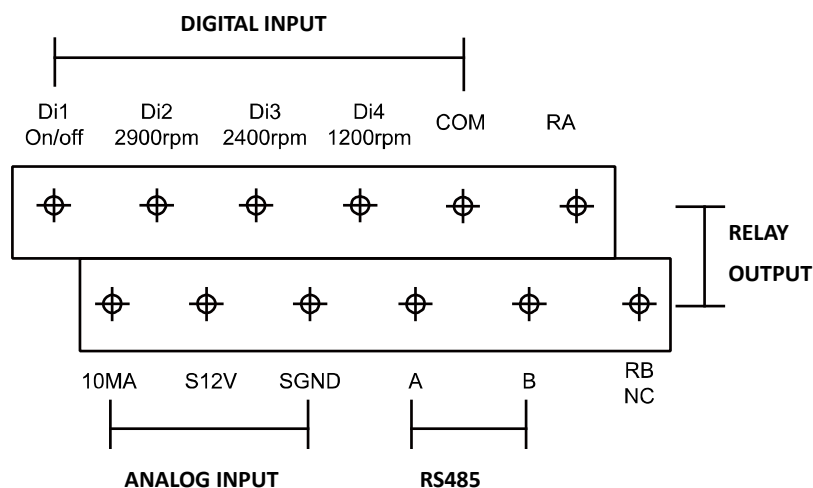 DIGITAL INPUT
Di1 Di2 Di3 Di4 COM RA
On/off 2900rpm 2400rpm 1200rpm
RELAY
OUTPUT
10MA S12V SGND A B RB
NC
ANALOG INPUT RS485